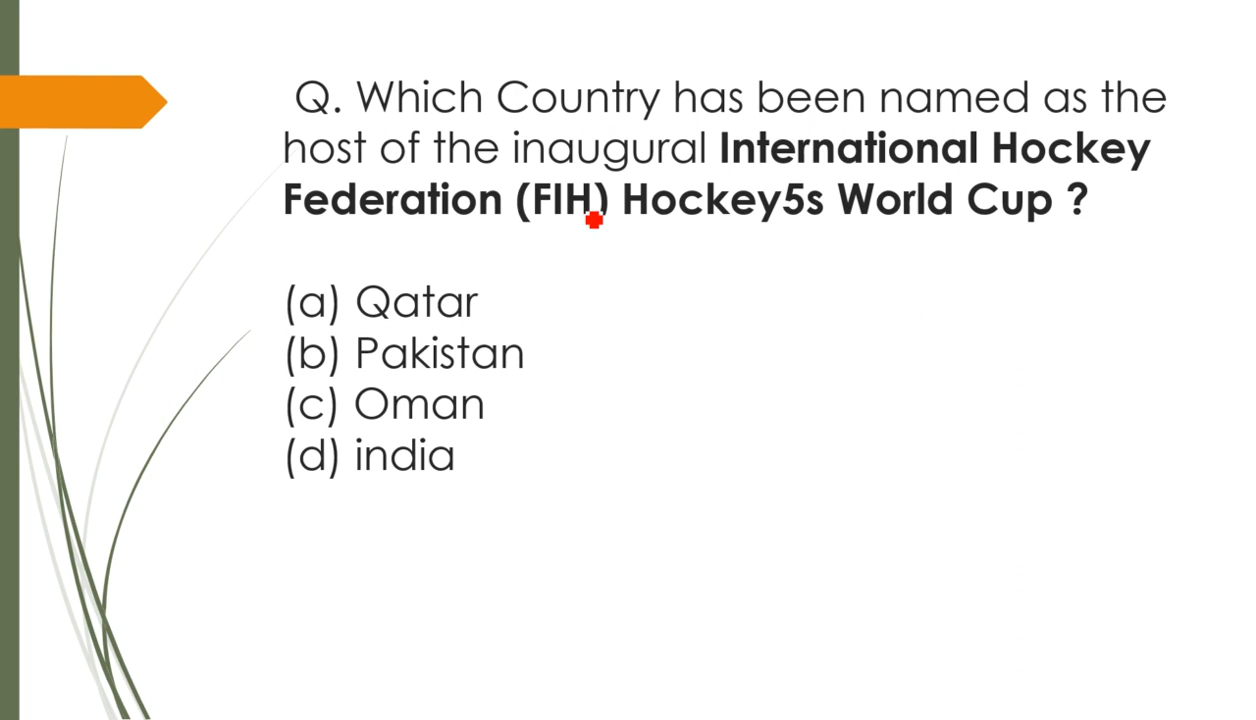 Q. Which Country has been named as the
host of the inaugural International Hockey
Federation (FIH) Hockey5s World Cup ?
(a) Qatar
(b) Pakistan
(c) Oman
(d) india